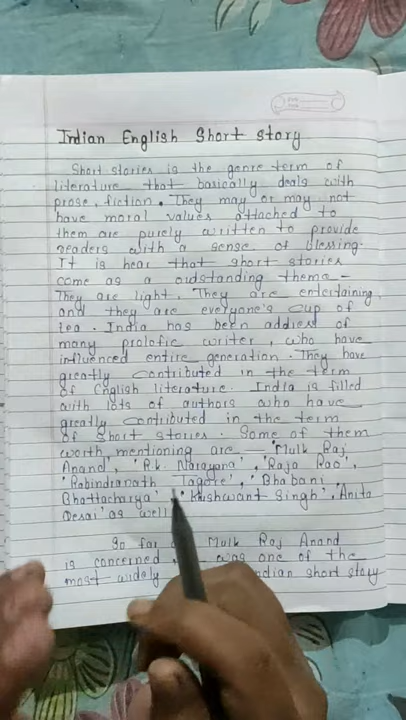 Indian English Short story
Short stories is the genre term of
literature that basically deals with
prose, fiction. They may or may not
have moral values attached to
them are purely written to provide
readers with a sense of blessing.
It is hear that short stories
come as a oudstanding theme -
They are light. They are entertaining,
and they are everyone's cup of
tea. India has been address of
many prolofic writer, who have
influenced entire generation. They have
greatly contributed in the term
of English literature. India is filled
with lots of authors who have
greatly contributed in the term
of short stories. Some of them
worth mentioning are 'Mulk Raj
Anand, 'R.k. Narayana', 'Raja Rao',
'Rabindranath Tagore', 'Bhabani
Bhattacharya', 'Kushwant Singh', 'Anita
Desai' as well
So far Mulk Raj Anand
is concerned, was one of the
most widely Indian short story